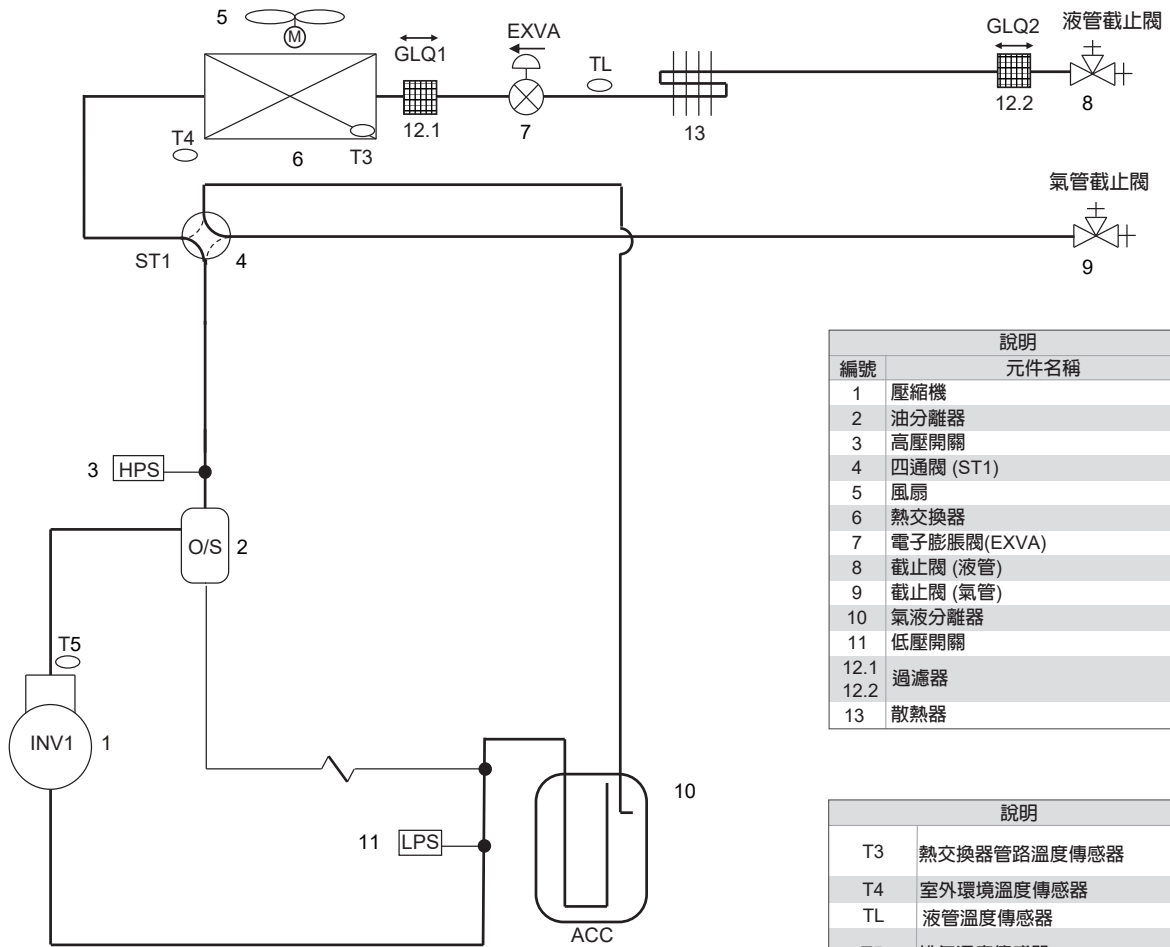 5
M
GLQ1
EXVA
TL
GLQ2
液管截止閥
12.1
7
13
12.2
8
T4
T3
6
氣管截止閥
ST1
4
9
3
HPS
O/S
2
T5
INV1
1
10
11
LPS
ACC
說明
編號 元件名稱
1 壓縮機
2 油分離器
3 高壓開關
4 四通閥 (ST1)
5 風扇
6 熱交換器
7 電子膨脹閥(EXVA)
8 截止閥 (液管)
9 截止閥 (氣管)
10 氣液分離器
11 低壓開關
12.1
12.2
過濾器
13 散熱器
說明
T3 熱交換器管路溫度傳感器
T4 室外環境溫度傳感器
TL 液管溫度傳感器